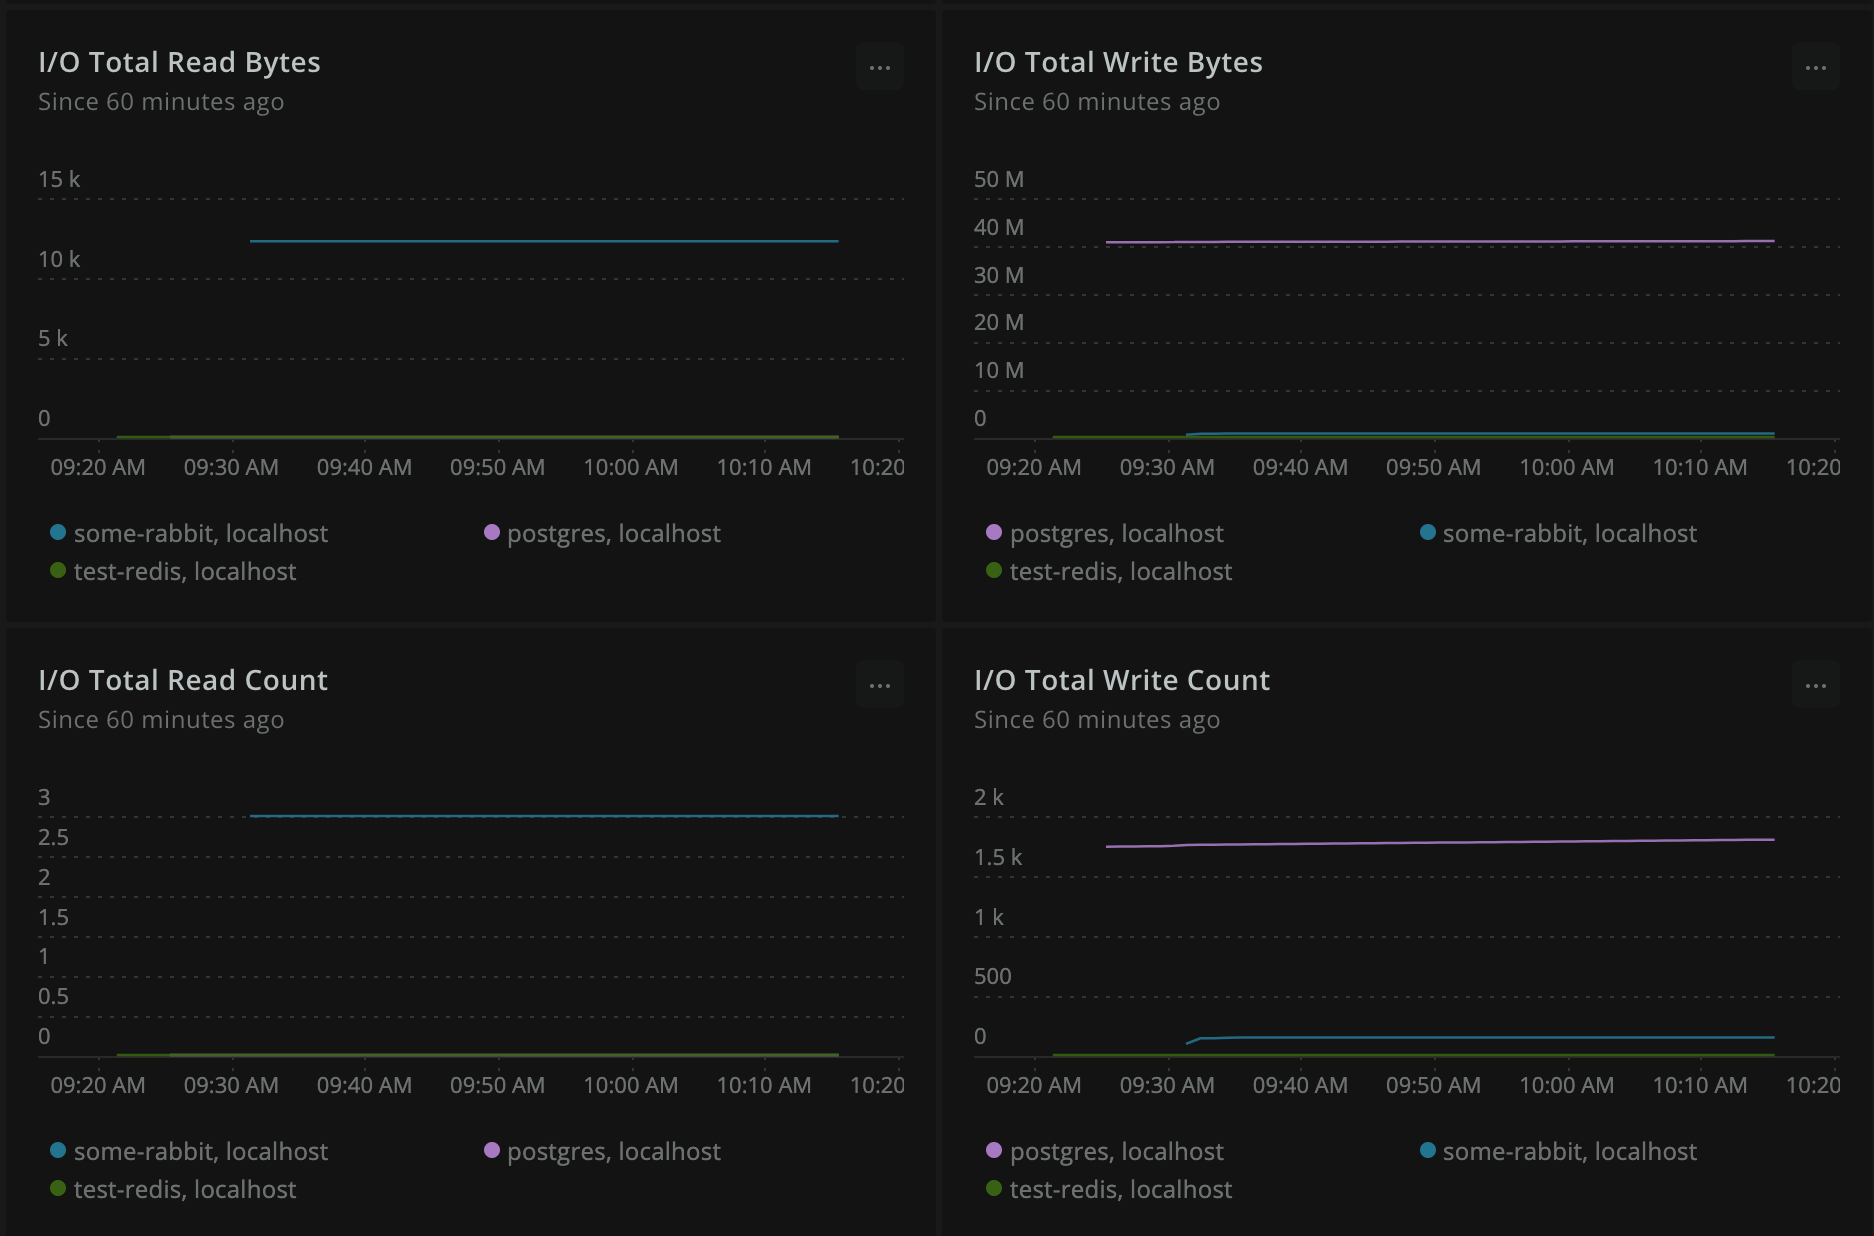 I/O Total Read Bytes
Since 60 minutes ago
15 k
10 k
5 k
0
09:20 AM 09:30 AM 09:40 AM 09:50 AM 10:00 AM 10:10 AM 10:20
some-rabbit, localhost postgres, localhost
test-redis, localhost
I/O Total Write Bytes
Since 60 minutes ago
50 M
40 M
30 M
20 M
10 M
0
09:20 AM 09:30 AM 09:40 AM 09:50 AM 10:00 AM 10:10 AM 10:20
postgres, localhost some-rabbit, localhost
test-redis, localhost
I/O Total Read Count
Since 60 minutes ago
3
2.5
2
1.5
1
0.5
0
09:20 AM 09:30 AM 09:40 AM 09:50 AM 10:00 AM 10:10 AM 10:20
some-rabbit, localhost postgres, localhost
test-redis, localhost
I/O Total Write Count
Since 60 minutes ago
2 k
1.5 k
1 k
500
0
09:20 AM 09:30 AM 09:40 AM 09:50 AM 10:00 AM 10:10 AM 10:20
postgres, localhost some-rabbit, localhost
test-redis, localhost